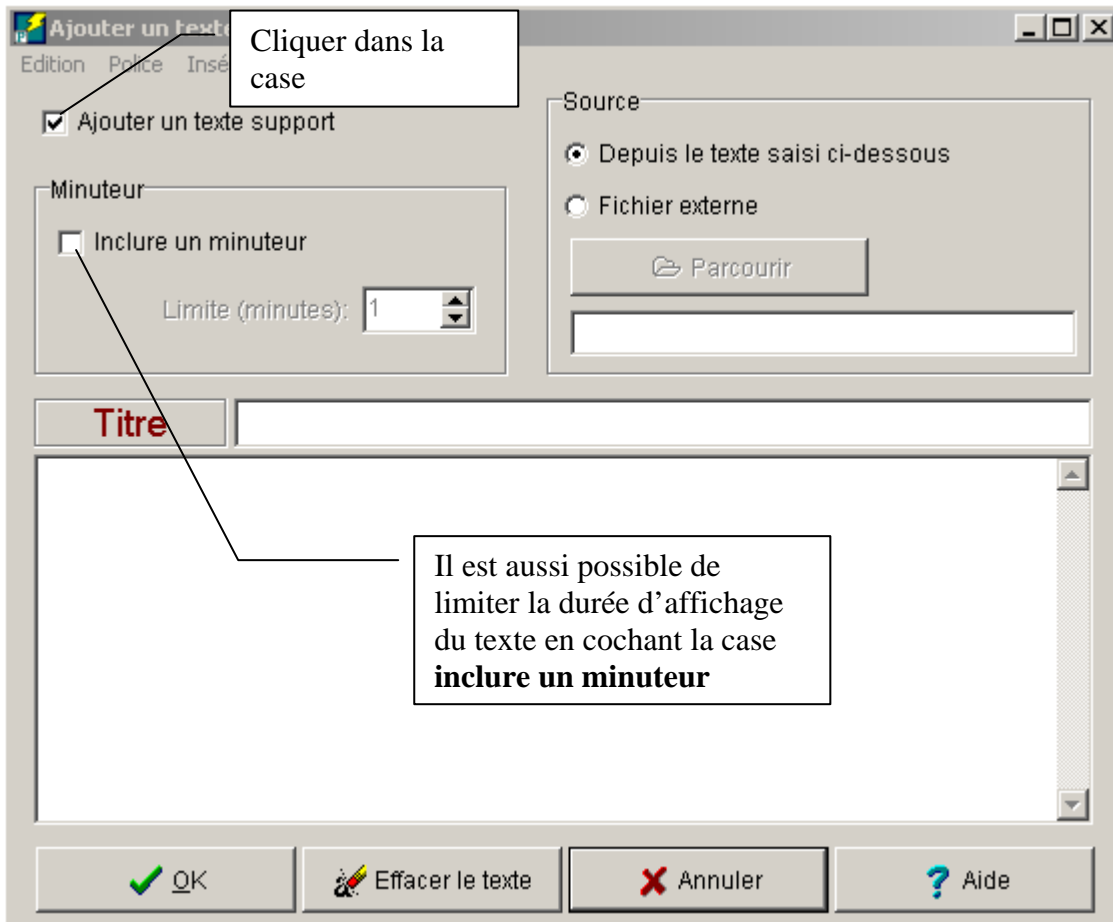 Ajouter un texte
Edition Police Insé
Cliquer dans la
case
Ajouter un texte support
Source
Depuis le texte saisi ci-dessous
Fichier externe
Parcourir
Minuteur
Inclure un minuteur
Limite (minutes): 1
Titre
Il est aussi possible de
limiter la durée d’affichage
du texte en cochant la case
inclure un minuteur
OK
Effacer le texte
Annuler
Aide